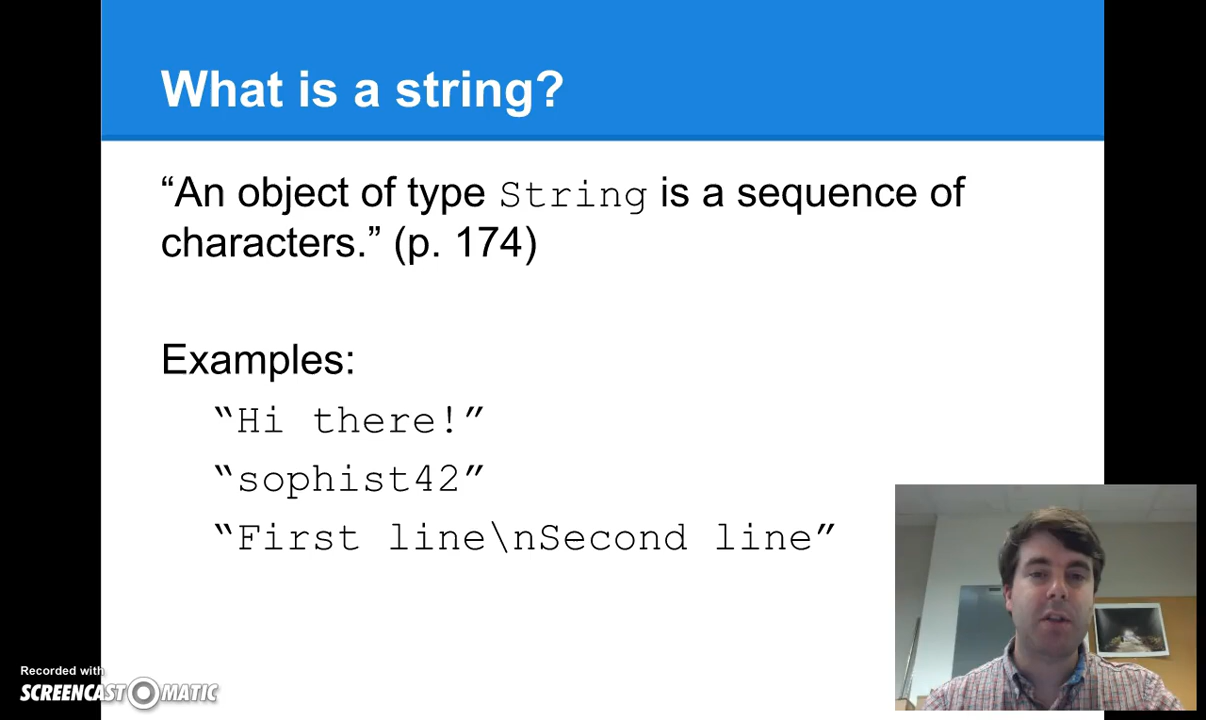 What is a string?
“An object of type String is a sequence of
characters.” (p. 174)
Examples:
“Hi there!”
“sophist42”
“First line\nSecond line”
Recorded with
SCREENCAST MATIC